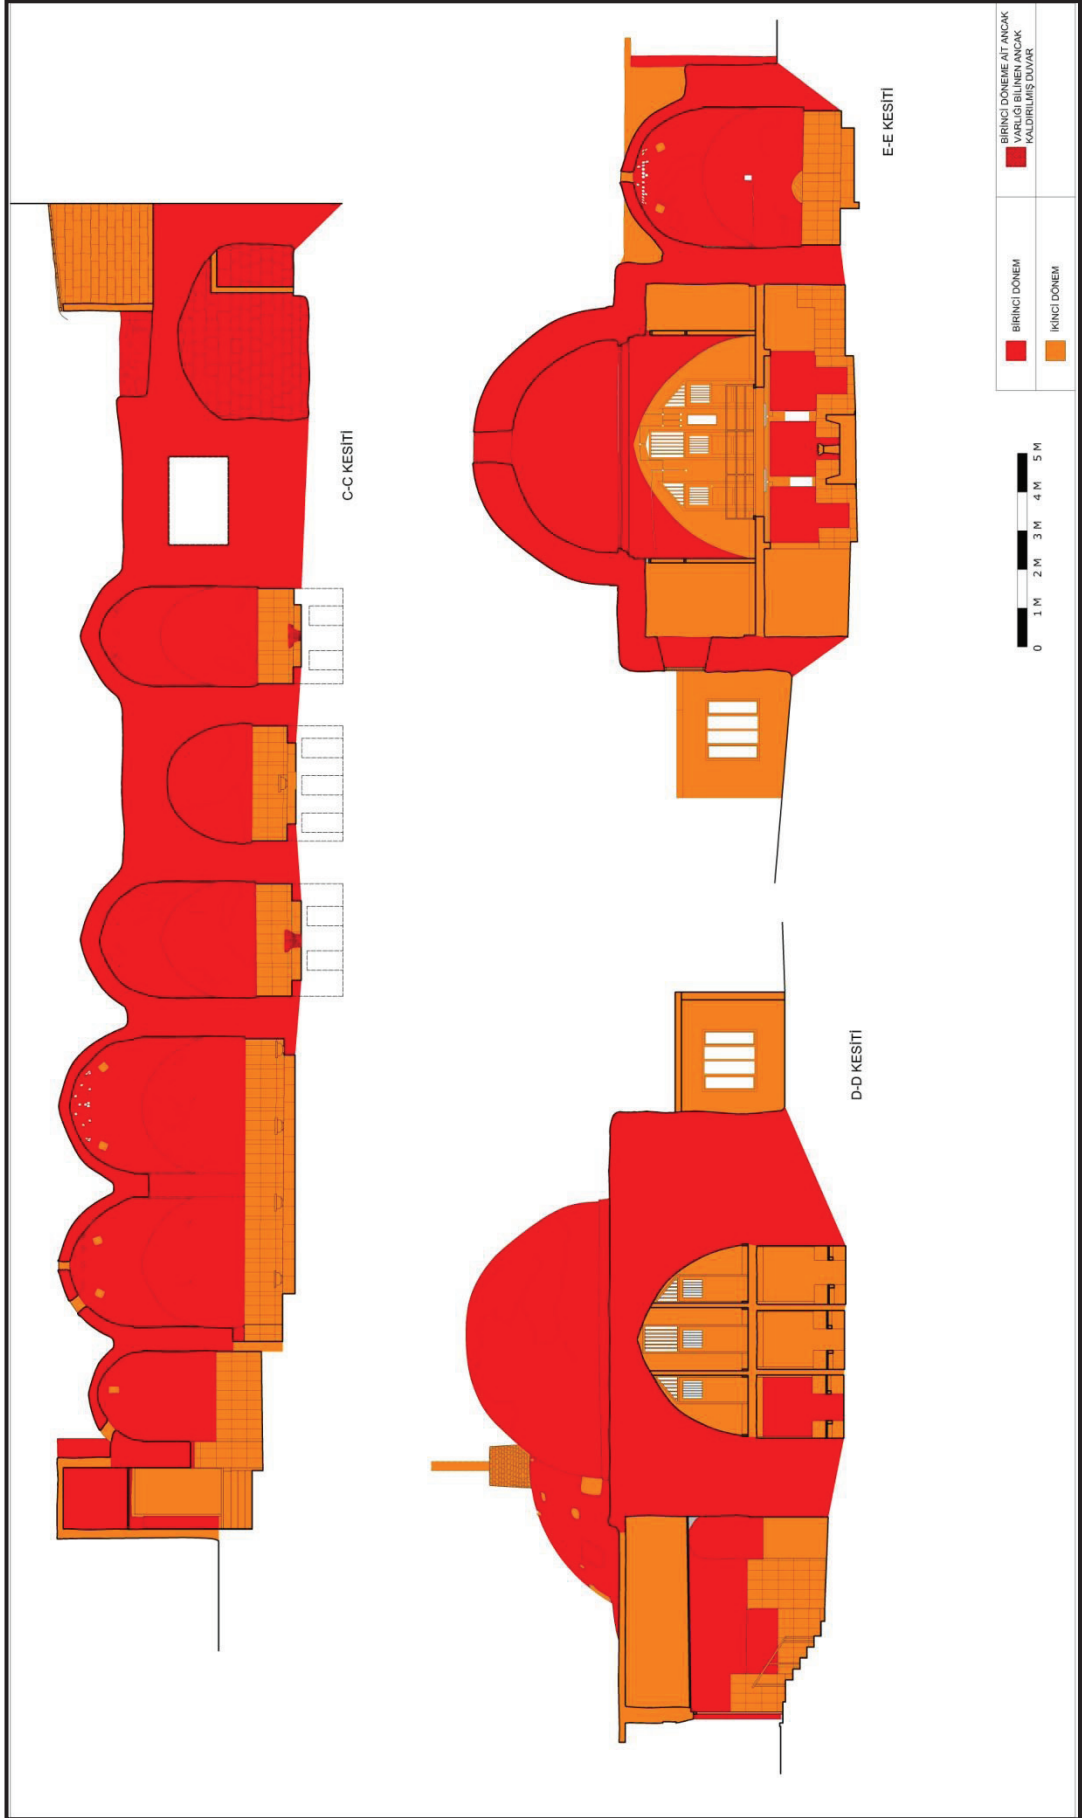 C-C KESİTİ
E-E KESİTİ
D-D KESİTİ
0 1 M 2 M 3 M 4 M 5 M
BİRİNCİ DÖNEM
İKİNCİ DÖNEM
BİRİNCİ DÖNEME AİT ANCAK
VARLIĞI BİLİNEN ANCAK
KALDIRILMIŞ DUVAR